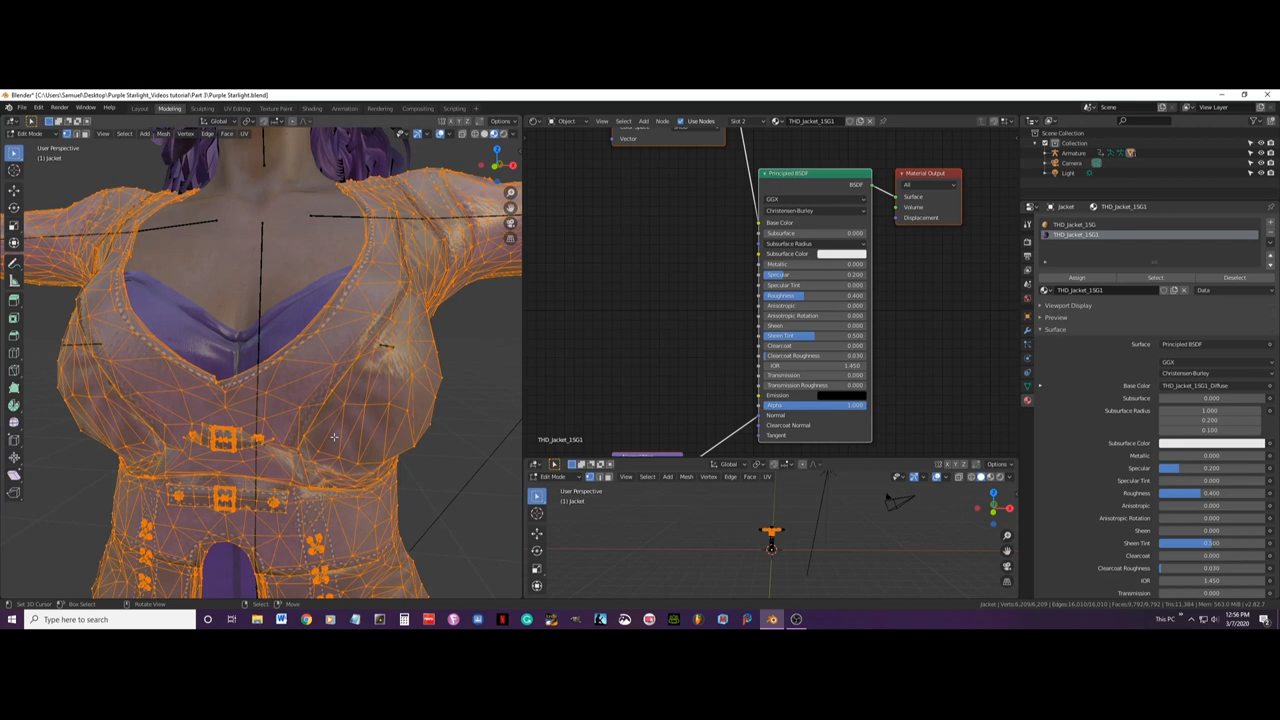 Blender* [C:\Users\Samuel\Desktop\Purple Starlight_Videos tutorial\Part 3\Purple Starlight.blend]
File Edit Render Window Help Layout Modeling Sculpting UV Editing Texture Paint Shading Animation Rendering Compositing Scripting + Scene View Layer
Global Options Object View Select Add Node Use Nodes Slot 2 THD_Jacket_1SG1
Edit Mode View Select Add Mesh Vertex Edge Face UV
User Perspective
(1) Jacket
Vector
Principled BSDF
BSDF
GGX
Christensen-Burley
Base Color
Subsurface 0.000
Subsurface Radius
Subsurface Color
Metallic 0.000
Specular 0.200
Specular Tint 0.000
Roughness 0.400
Anisotropic 0.000
Anisotropic Rotation 0.000
Sheen 0.000
Sheen Tint 0.500
Clearcoat 0.000
Clearcoat Roughness 0.030
IOR 1.450
Transmission 0.000
Transmission Roughness 0.000
Emission
Alpha 1.000
Normal
Clearcoat Normal
Tangent
Material Output
All
Surface
Volume
Displacement
THD_Jacket_1SG1
Global Options
Edit Mode View Select Add Mesh Vertex Edge Face UV
User Perspective
(1) Jacket
Scene Collection
Collection
Armature
Camera
Light
Jacket THD_Jacket_1SG1
THD_Jacket_1SG
THD_Jacket_1SG1
Assign Select Deselect
THD_Jacket_1SG1 Data
Viewport Display
Preview
Surface
Surface Principled BSDF
GGX
Christensen-Burley
Base Color THD_Jacket_1SG1_Diffuse
Subsurface 0.000
Subsurface Radius 1.000
0.200
0.100
Subsurface Color
Metallic 0.000
Specular 0.200
Specular Tint 0.000
Roughness 0.400
Anisotropic 0.000
Anisotropic Rotation 0.000
Sheen 0.000
Sheen Tint 0.500
Clearcoat 0.000
Clearcoat Roughness 0.030
IOR 1.450
Transmission 0.000
Set 3D Cursor Box Select Rotate View Select Move
Jacket | Verts:6,209/6,209 | Edges:16,010/16,010 | Faces:9,792/9,792 | Tris:11,384 | Mem: 563.0 MiB | v2.82.7
Type here to search
This PC
12:56 PM
3/7/2020